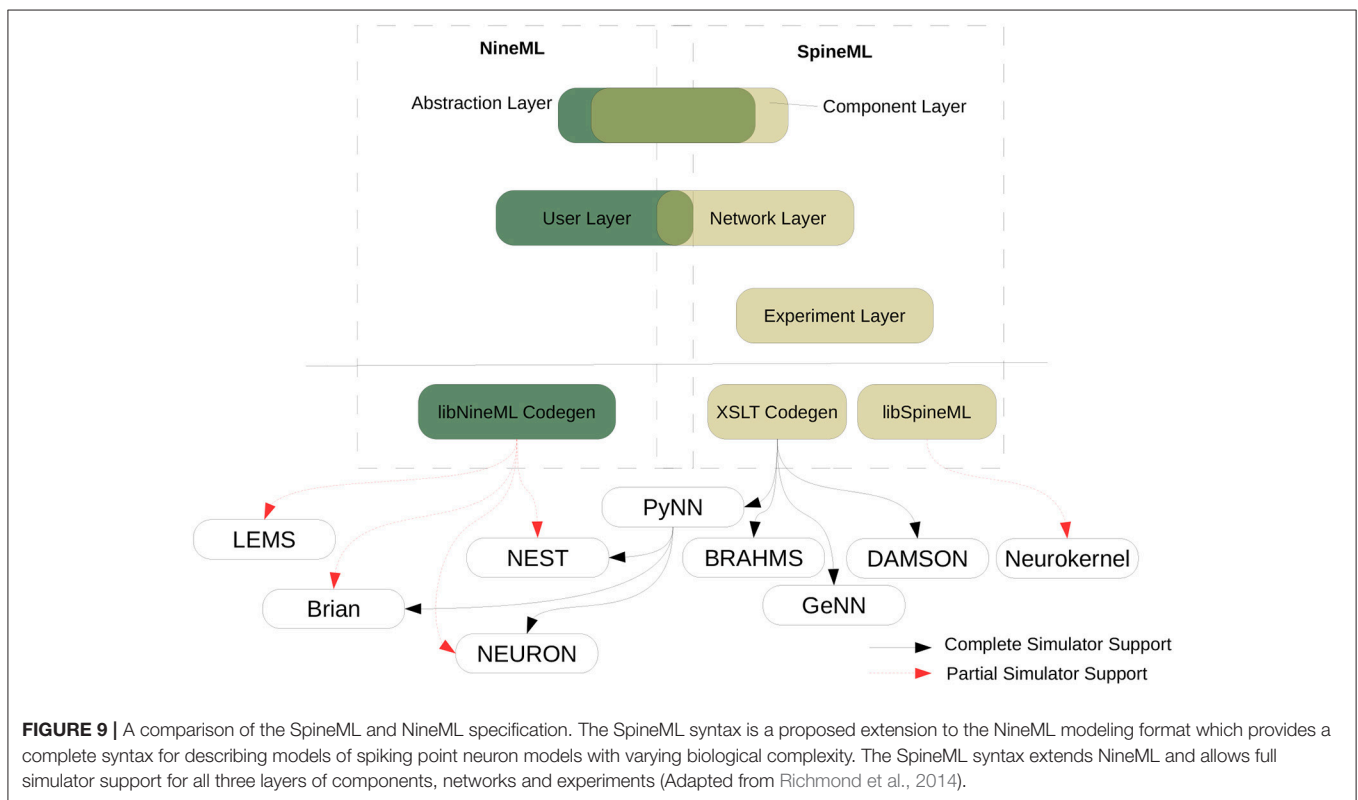 NineML
SpineML
Abstraction Layer
Component Layer
User Layer
Network Layer
Experiment Layer
libNineML Codegen
XSLT Codegen
libSpineML
PyNN
LEMS
NEST
BRAHMS
DAMSON
Neurokernel
Brian
GeNN
NEURON
Complete Simulator Support
Partial Simulator Support
FIGURE 9 | A comparison of the SpineML and NineML specification. The SpineML syntax is a proposed extension to the NineML modeling format which provides a
complete syntax for describing models of spiking point neuron models with varying biological complexity. The SpineML syntax extends NineML and allows full
simulator support for all three layers of components, networks and experiments (Adapted from Richmond et al., 2014).